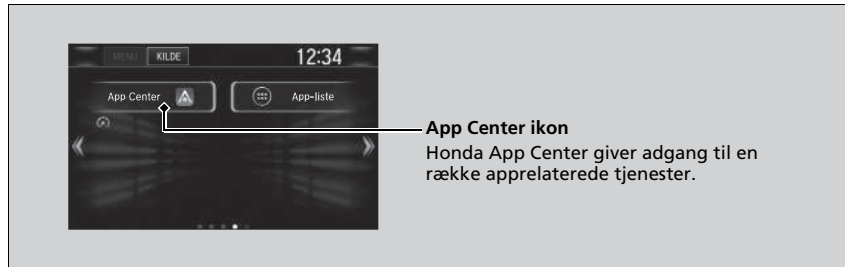 MENU KILDE 12:34
App Center App-liste
App Center ikon
Honda App Center giver adgang til en
række apprelaterede tjenester.